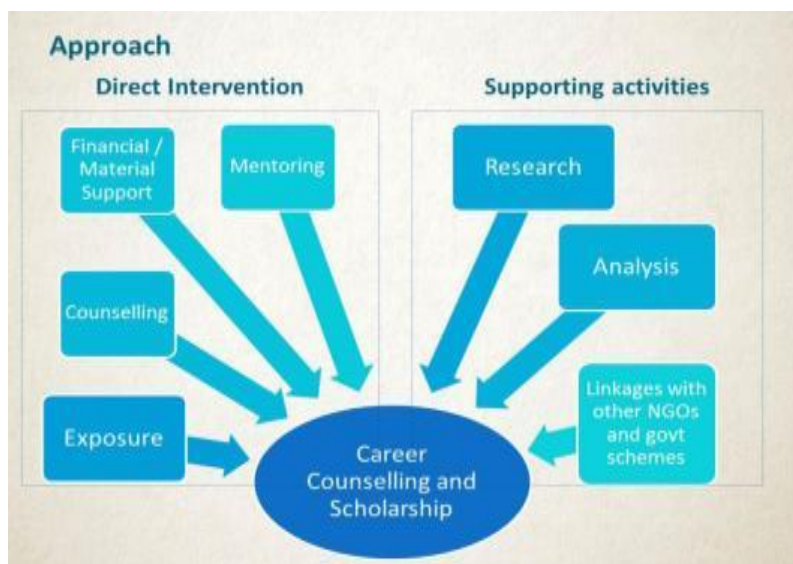 Approach
Direct Intervention
Financial /
Material
Support
Mentoring
Counselling
Exposure
Supporting activities
Research
Analysis
Linkages with
other NGOs
and govt
schemes
Career
Counselling and
Scholarship